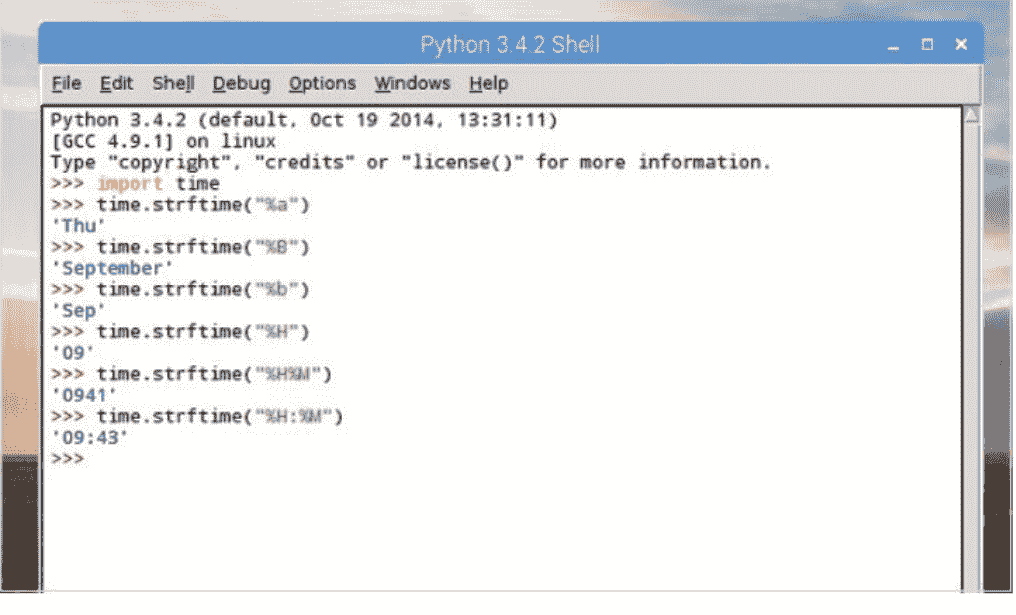 Python 3.4.2 Shell
File Edit Shell Debug Options Windows Help
Python 3.4.2 (default, Oct 19 2014, 13:31:11)
[GCC 4.9.1] on linux
Type "copyright", "credits" or "license()" for more information.
>>> import time
>>> time.strftime("%a")
'Thu'
>>> time.strftime("%B")
'September'
>>> time.strftime("%b")
'Sep'
>>> time.strftime("%H")
'09'
>>> time.strftime("%H%M")
'0941'
>>> time.strftime("%H:%M")
'09:43'
>>>